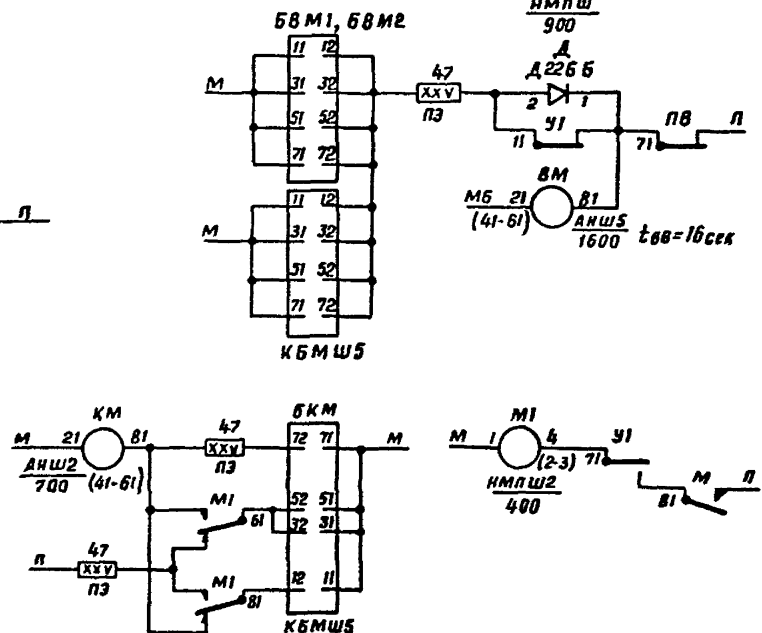 НМПШ
900
БВМ1, БВМ2
Д
Д226Б
М
11 12
31 32
51 52
71 72
47
ХХV
ПЭ
2 1
У1
11
ПВ
71
П
ВМ
МБ 21 81
(41-61)
АНШ5
1600
tвв=16сек
П
М
11 12
31 32
51 52
71 72
КБМШ5
КМ
М 21 81
АНШ2
700
(41-61)
47
ХХV
ПЭ
БКМ
72 71
М
52 51
32 31
12 11
КБМШ5
М1
61
П
47
ХХV
ПЭ
М1
81
М1
М 1 4
(2-3)
НМПШ2
400
У1
71
М
81
П